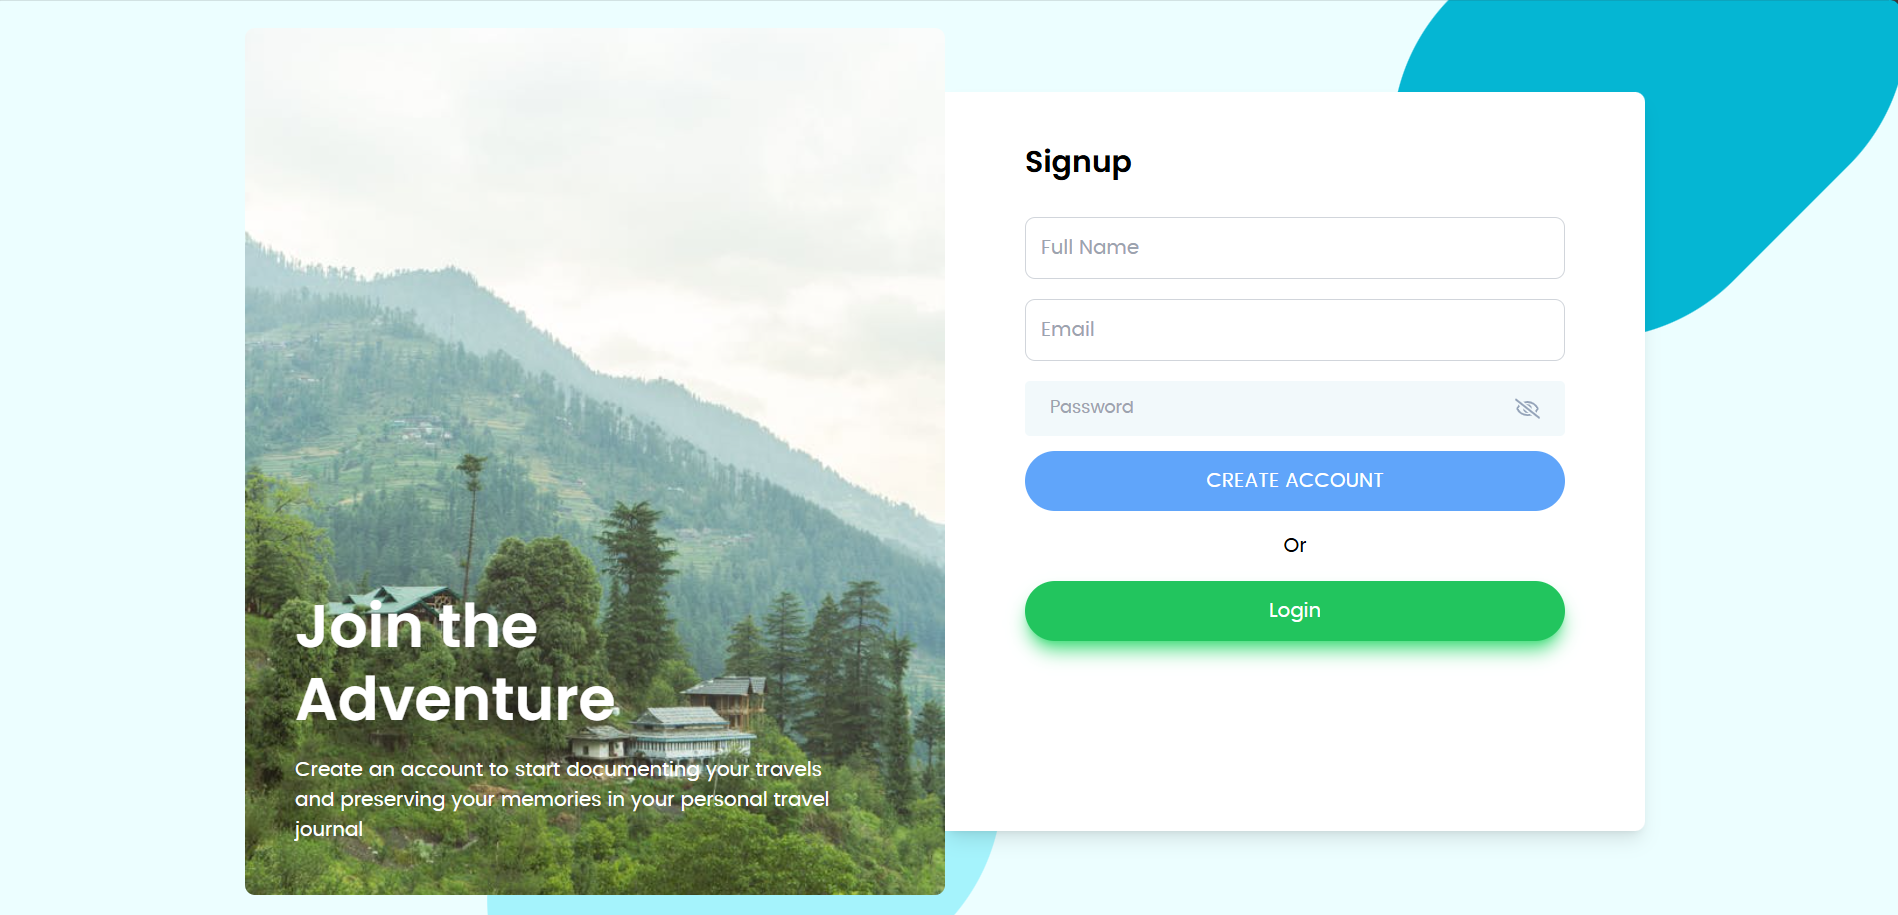 Join the
Adventure
Create an account to start documenting your travels
and preserving your memories in your personal travel
journal
Signup
Full Name
Email
Password
CREATE ACCOUNT
Or
Login